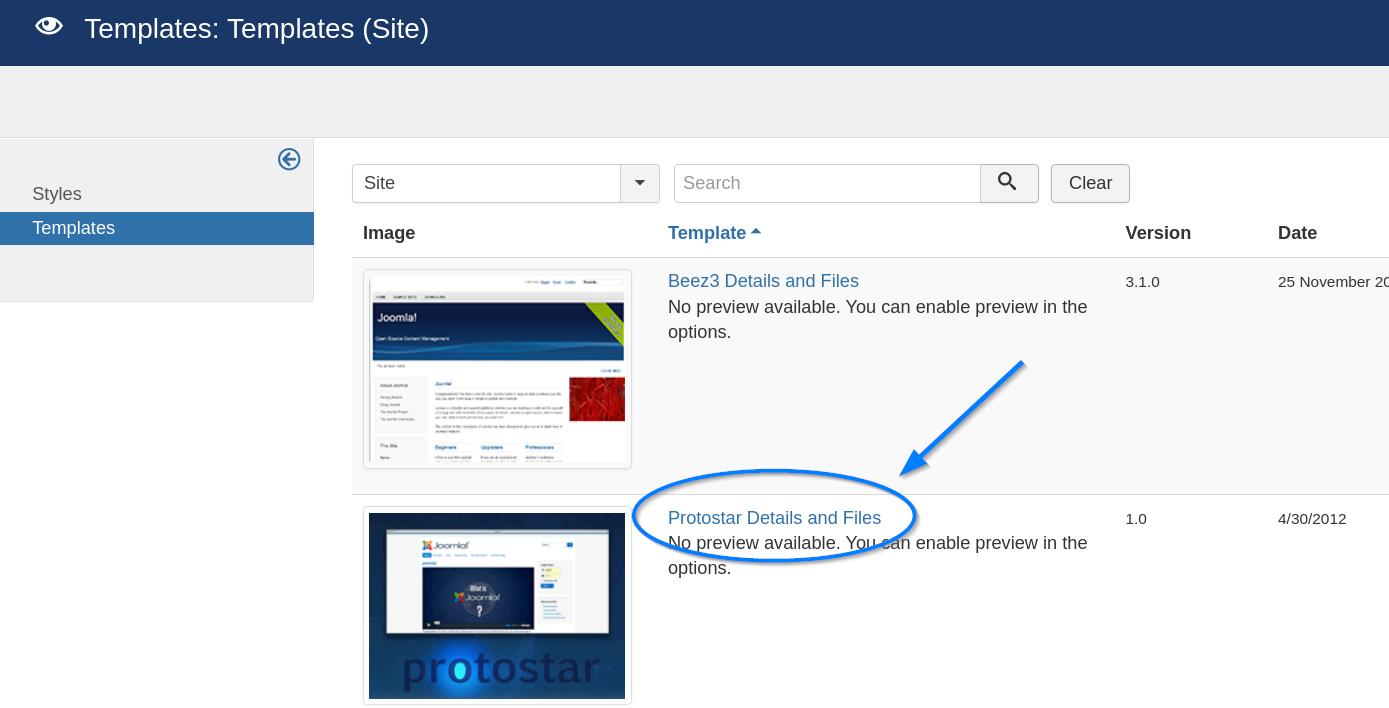 Templates: Templates (Site)
Styles
Templates
Site
Search
Clear
Image Template Version Date
Beez3 Details and Files 3.1.0 25 November
No preview available. You can enable preview in the
options.
Joomla!
Open Source Content Management
Protostar Details and Files 1.0 4/30/2012
No preview available. You can enable preview in the
options.
Joomla!
What is
Joomla!
?
protostar